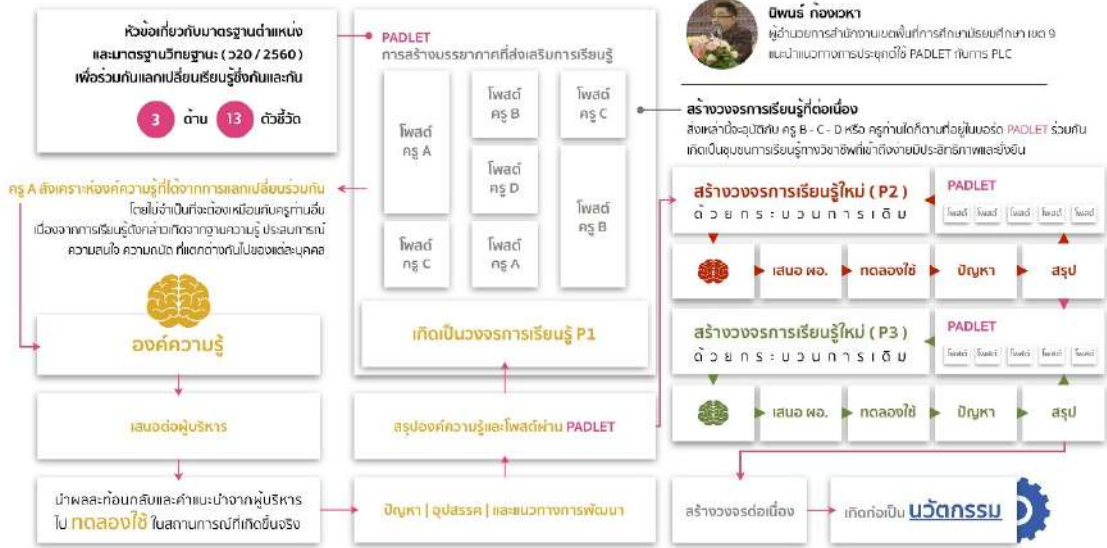 หัวข้อเกี่ยวกับมาตรฐานตำแหน่ง
และมาตรฐานวิทยฐานะ ( ว20 / 2560 )
เพื่อร่วมกันแลกเปลี่ยนเรียนรู้ซึ่งกันและกัน
3 ด้าน 13 ตัวชี้วัด
PADLET
การสร้างบรรยากาศที่ส่งเสริมการเรียนรู้
โพสต์
ครู A
โพสต์
ครู B
โพสต์
ครู C
โพสต์
ครู D
โพสต์
ครู B
โพสต์
ครู C
โพสต์
ครู A
เกิดเป็นวงจรการเรียนรู้ P1
ครู A สังเคราะห์องค์ความรู้ที่ได้จากการแลกเปลี่ยนร่วมกัน
โดยไม่จำเป็นที่จะต้องเหมือนกับครูท่านอื่น
เนื่องจากการเรียนรู้ดังกล่าวเกิดจากฐานความรู้ ประสบการณ์
ความสนใจ ความถนัด ที่แตกต่างกันไปของแต่ละบุคคล
องค์ความรู้
เสนอต่อผู้บริหาร
นำผลสะท้อนกลับและคำแนะนำจากผู้บริหาร
ไป ทดลองใช้ ในสถานการณ์ที่เกิดขึ้นจริง
ปัญหา | อุปสรรค | และแนวทางการพัฒนา
สรุปองค์ความรู้และโพสต์ผ่าน PADLET
นิพนธ์ ก้องเวหา
ผู้อำนวยการสำนักงานเขตพื้นที่การศึกษามัธยมศึกษา เขต 9
แนะนำแนวทางการประยุกต์ใช้ PADLET กับการ PLC
สร้างวงจรการเรียนรู้ที่ต่อเนื่อง
สิ่งเหล่านี้จะอุบัติกับ ครู B - C - D หรือ ครูท่านใดก็ตามที่อยู่ในบอร์ด PADLET ร่วมกัน
เกิดเป็นชุมชนการเรียนรู้ทางวิชาชีพที่เข้าถึงง่ายมีประสิทธิภาพและยั่งยืน
สร้างวงจรการเรียนรู้ใหม่ ( P2 )
ด้วยกระบวนการเดิม
PADLET
โพสต์ โพสต์ โพสต์ โพสต์ โพสต์
เสนอ ผอ. ทดลองใช้ ปัญหา สรุป
สร้างวงจรการเรียนรู้ใหม่ ( P3 )
ด้วยกระบวนการเดิม
PADLET
โพสต์ โพสต์ โพสต์ โพสต์ โพสต์
เสนอ ผอ. ทดลองใช้ ปัญหา สรุป
สร้างวงจรต่อเนื่อง
เกิดก่อเป็น นวัตกรรม